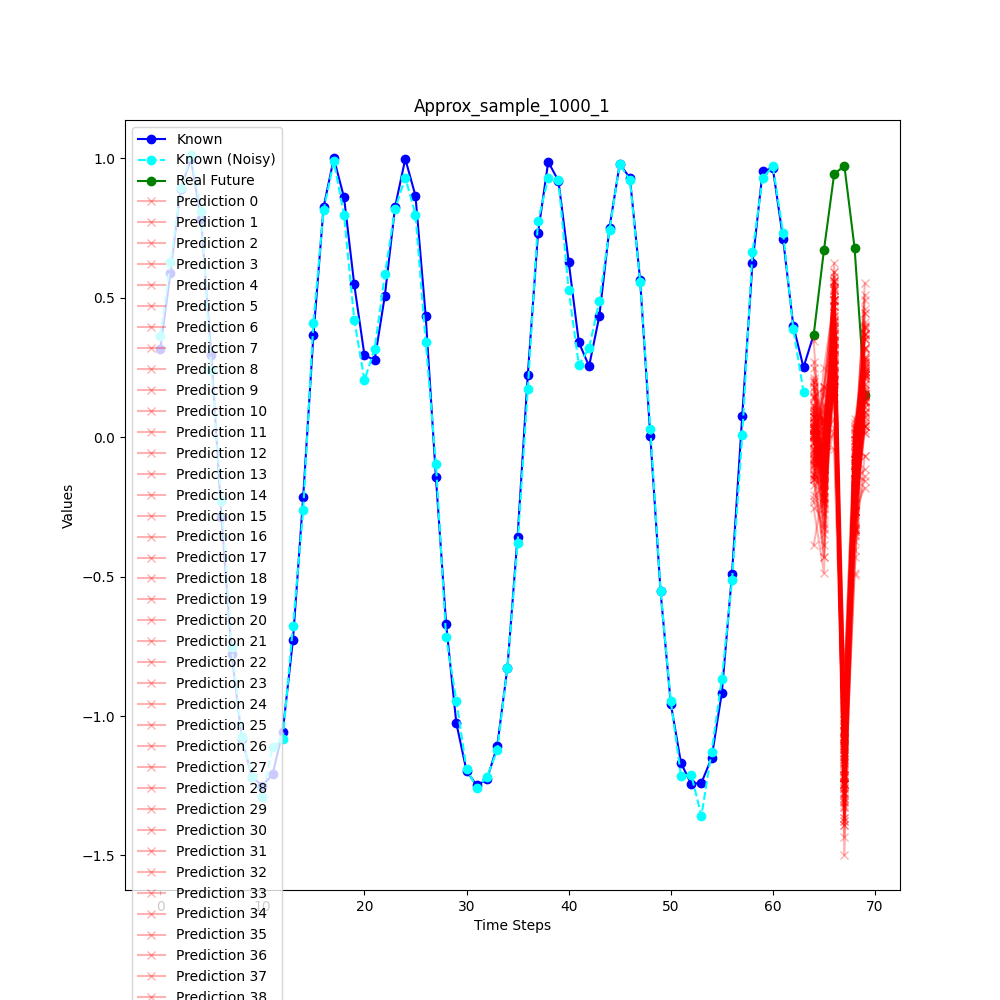 Approx_sample_1000_1
Known
Known (Noisy)
Real Future
Prediction 0
Prediction 1
Prediction 2
Prediction 3
Prediction 4
Prediction 5
Prediction 6
Prediction 7
Prediction 8
Prediction 9
Prediction 10
Prediction 11
Prediction 12
Prediction 13
Prediction 14
Prediction 15
Prediction 16
Prediction 17
Prediction 18
Prediction 19
Prediction 20
Prediction 21
Prediction 22
Prediction 23
Prediction 24
Prediction 25
Prediction 26
Prediction 27
Prediction 28
Prediction 29
Prediction 30
Prediction 31
Prediction 32
Prediction 33
Prediction 34
Prediction 35
Prediction 36
Prediction 37
Prediction 38
1.0
0.5
0.0
−0.5
−1.0
−1.5
Values
0 10 20 30 40 50 60 70
Time Steps